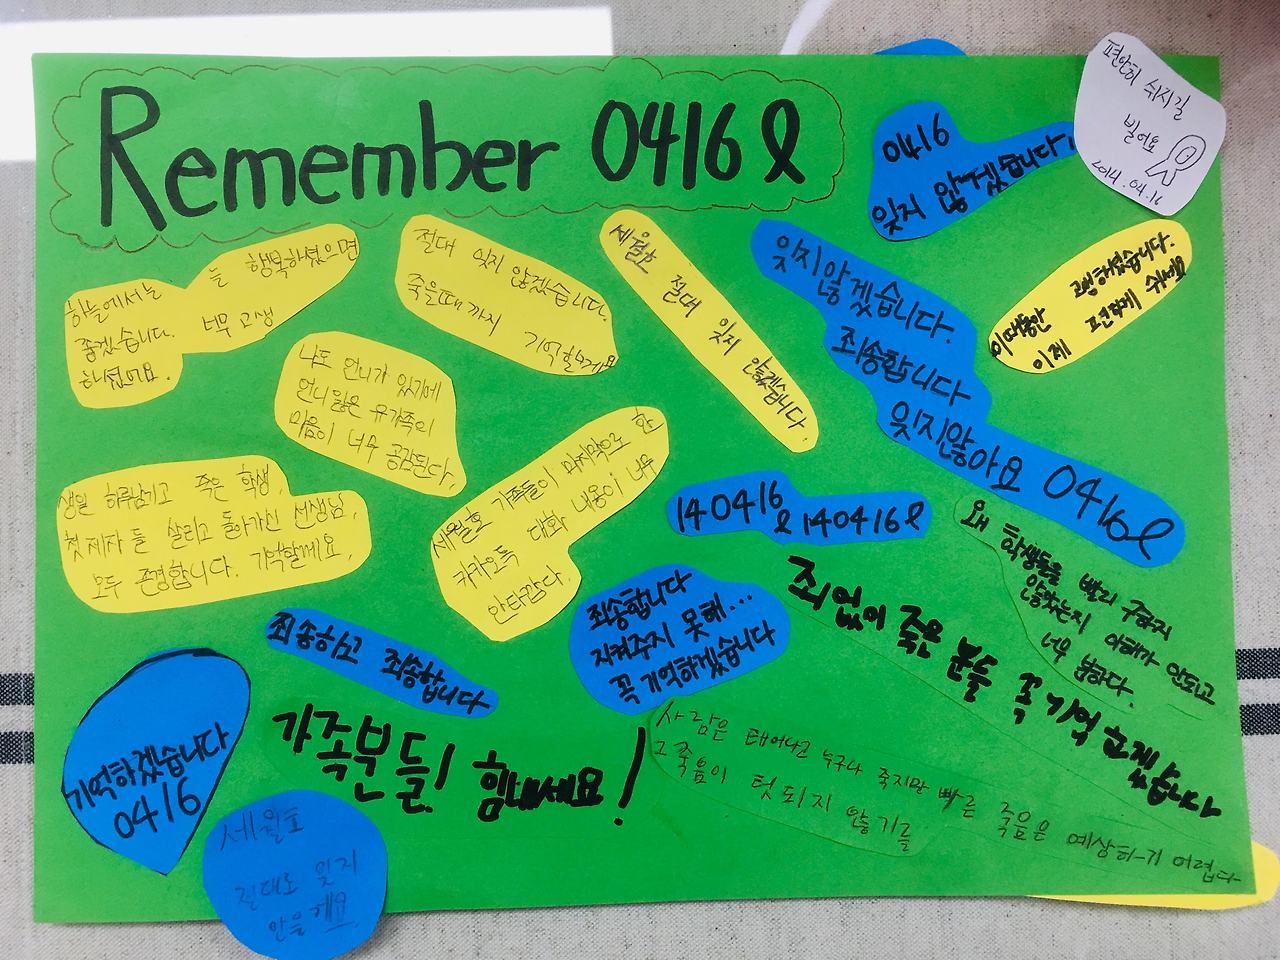 Remember 0416
0416
잊지 않겠습니다!
편안히 쉬시길
빌어요
2014.04.16
하늘에서는 늘 행복하셨으면
좋겠습니다. 너무 고생
하셨어요.
절대 잊지 않겠습니다.
죽을때 까지 기억할게요
세월호 절대 잊지 않겠습니다.
잊지않겠습니다.
죄송합니다
잊지않아요 0416
고생하셨습니다.
이때동안 편하게 쉬세요
이제
나도 언니가 있기에
언니잃은 유가족의
마음이 너무 공감된다.
생일 하루남기고 죽은 학생,
첫 제자들 살리고 돌아가신 선생님,
모두 존경합니다. 기억할께요.
세월호 가족들이 마지막으로 한
카카오톡 대화 내용이 너무
안타깝다.
140416 140416
왜 학생들을 빨리 구하지
않았는지 이해가 안되고
너무 슬프다.
죄없이 죽은 분들 꼭 기억 하겠습니다
죄송하고 죄송합니다
죄송합니다
지켜주지 못해...
꼭 기억하겠습니다
기억하겠습니다
0416
가족분들! 힘내세요!
사람은 태어나고 누구나 죽지만 빠른 죽음은 예상하기 어렵다
그 죽음이 헛되지 않기를
세월호
절대로 잊지
안을께요